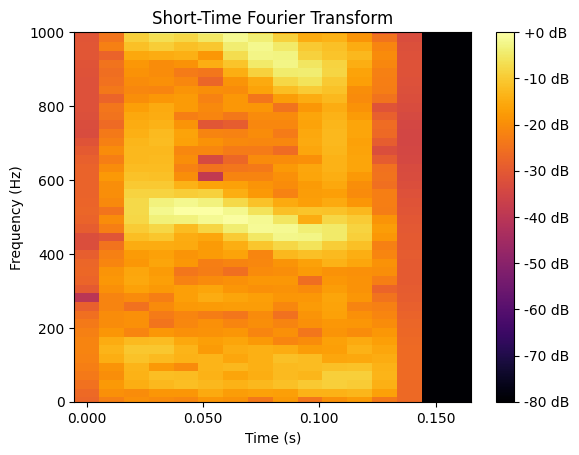 Short-Time Fourier Transform
1000
800
600
400
200
0
Frequency (Hz)
0.000
0.050
0.100
0.150
Time (s)
+0 dB
-10 dB
-20 dB
-30 dB
-40 dB
-50 dB
-60 dB
-70 dB
-80 dB